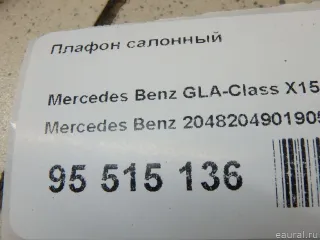 Плафон салонный
Mercedes Benz GLA-Class X15
Mercedes Benz 2048204901905
95 515 136
© eaural.ru